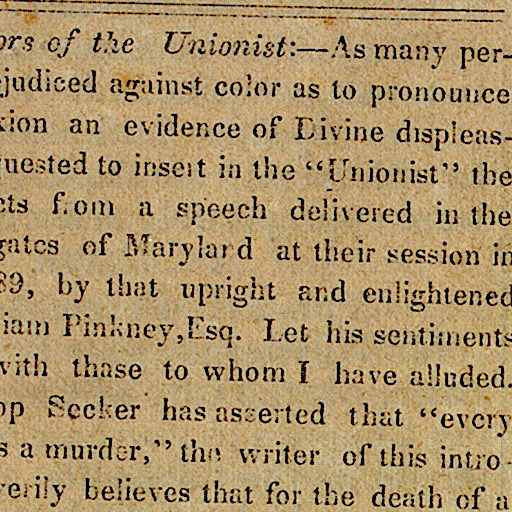 ors of the Unionist:—As many per-
ejudiced against color as to pronounce
xion an evidence of Divine displeas-
quested to insert in the "Unionist" the
cts from a speech delivered in the
gates of Maryland at their session in
89, by that upright and enlightened
iam Pinkney, Esq. Let his sentiments
with thase to whom I have alluded.
op Secker has asserted that "every
s a murder," the writer of this intro-
verily believes that for the death of a